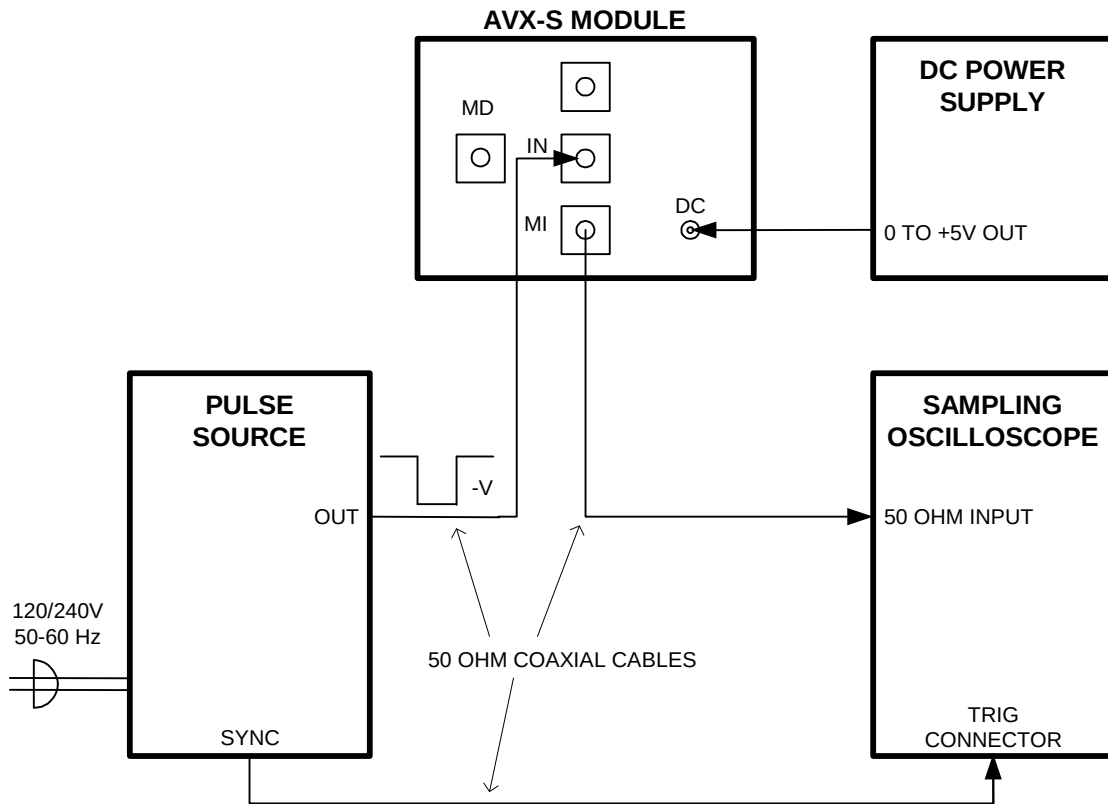 AVX-S MODULE
DC POWER
SUPPLY
MD
IN
MI
DC
0 TO +5V OUT
PULSE
SOURCE
-V
OUT
SAMPLING
OSCILLOSCOPE
50 OHM INPUT
120/240V
50-60 Hz
50 OHM COAXIAL CABLES
SYNC
TRIG
CONNECTOR